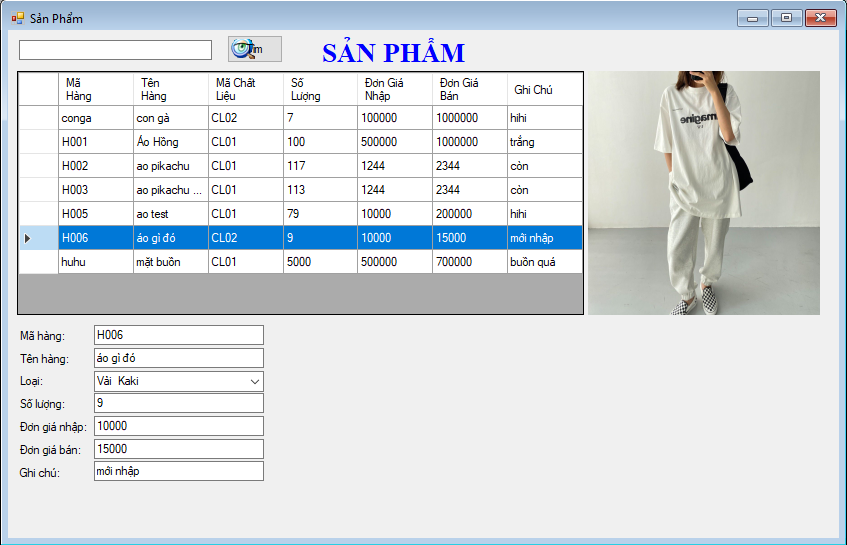 Sản Phẩm
Tìm
SẢN PHẨM
Mã Hàng Tên Hàng Mã Chất Liệu Số Lượng Đơn Giá Nhập Đơn Giá Bán Ghi Chú
conga con gà CL02 7 100000 1000000 hihi
H001 Áo Hồng CL01 100 500000 1000000 trắng
H002 ao pikachu CL01 117 1244 2344 còn
H003 ao pikachu ... CL01 113 1244 2344 còn
H005 ao test CL01 79 10000 200000 hihi
H006 áo gì đó CL02 9 10000 15000 mới nhập
huhu mặt buồn CL01 5000 500000 700000 buồn quá
imagine
Mã hàng: H006
Tên hàng: áo gì đó
Loại: Vải Kaki
Số lượng: 9
Đơn giá nhập: 10000
Đơn giá bán: 15000
Ghi chú: mới nhập